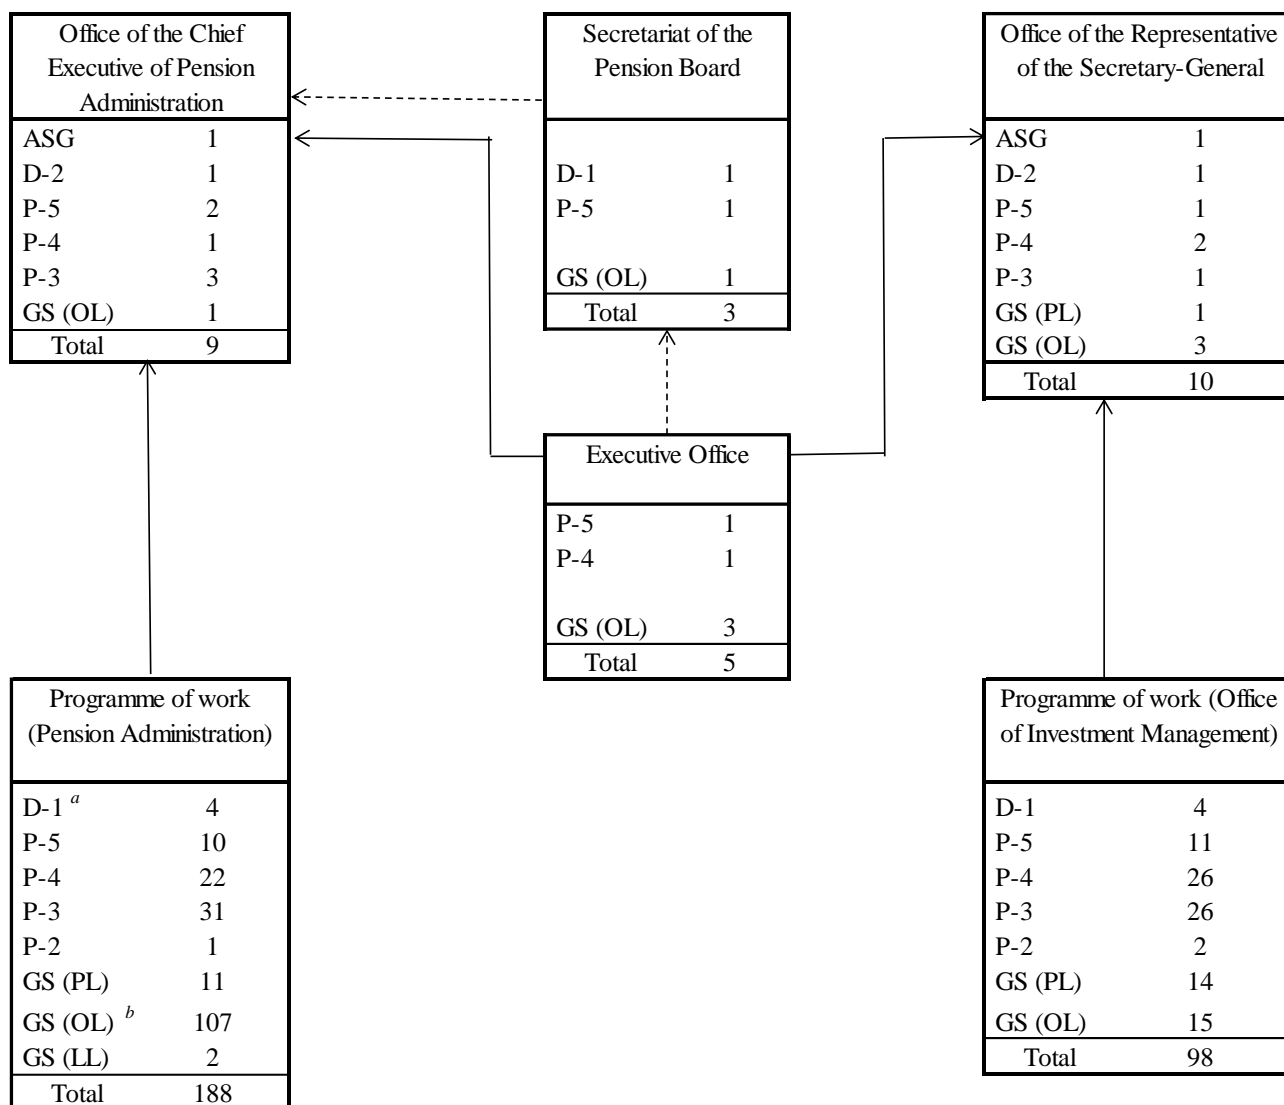 Office of the Chief
Executive of Pension
Administration
ASG 1
D-2 1
P-5 2
P-4 1
P-3 3
GS (OL) 1
Total 9
Secretariat of the
Pension Board
D-1 1
P-5 1
GS (OL) 1
Total 3
Office of the Representative
of the Secretary-General
ASG 1
D-2 1
P-5 1
P-4 2
P-3 1
GS (PL) 1
GS (OL) 3
Total 10
Executive Office
P-5 1
P-4 1
GS (OL) 3
Total 5
Programme of work
(Pension Administration)
D-1 a 4
P-5 10
P-4 22
P-3 31
P-2 1
GS (PL) 11
GS (OL) b 107
GS (LL) 2
Total 188
Programme of work (Office
of Investment Management)
D-1 4
P-5 11
P-4 26
P-3 26
P-2 2
GS (PL) 14
GS (OL) 15
Total 98